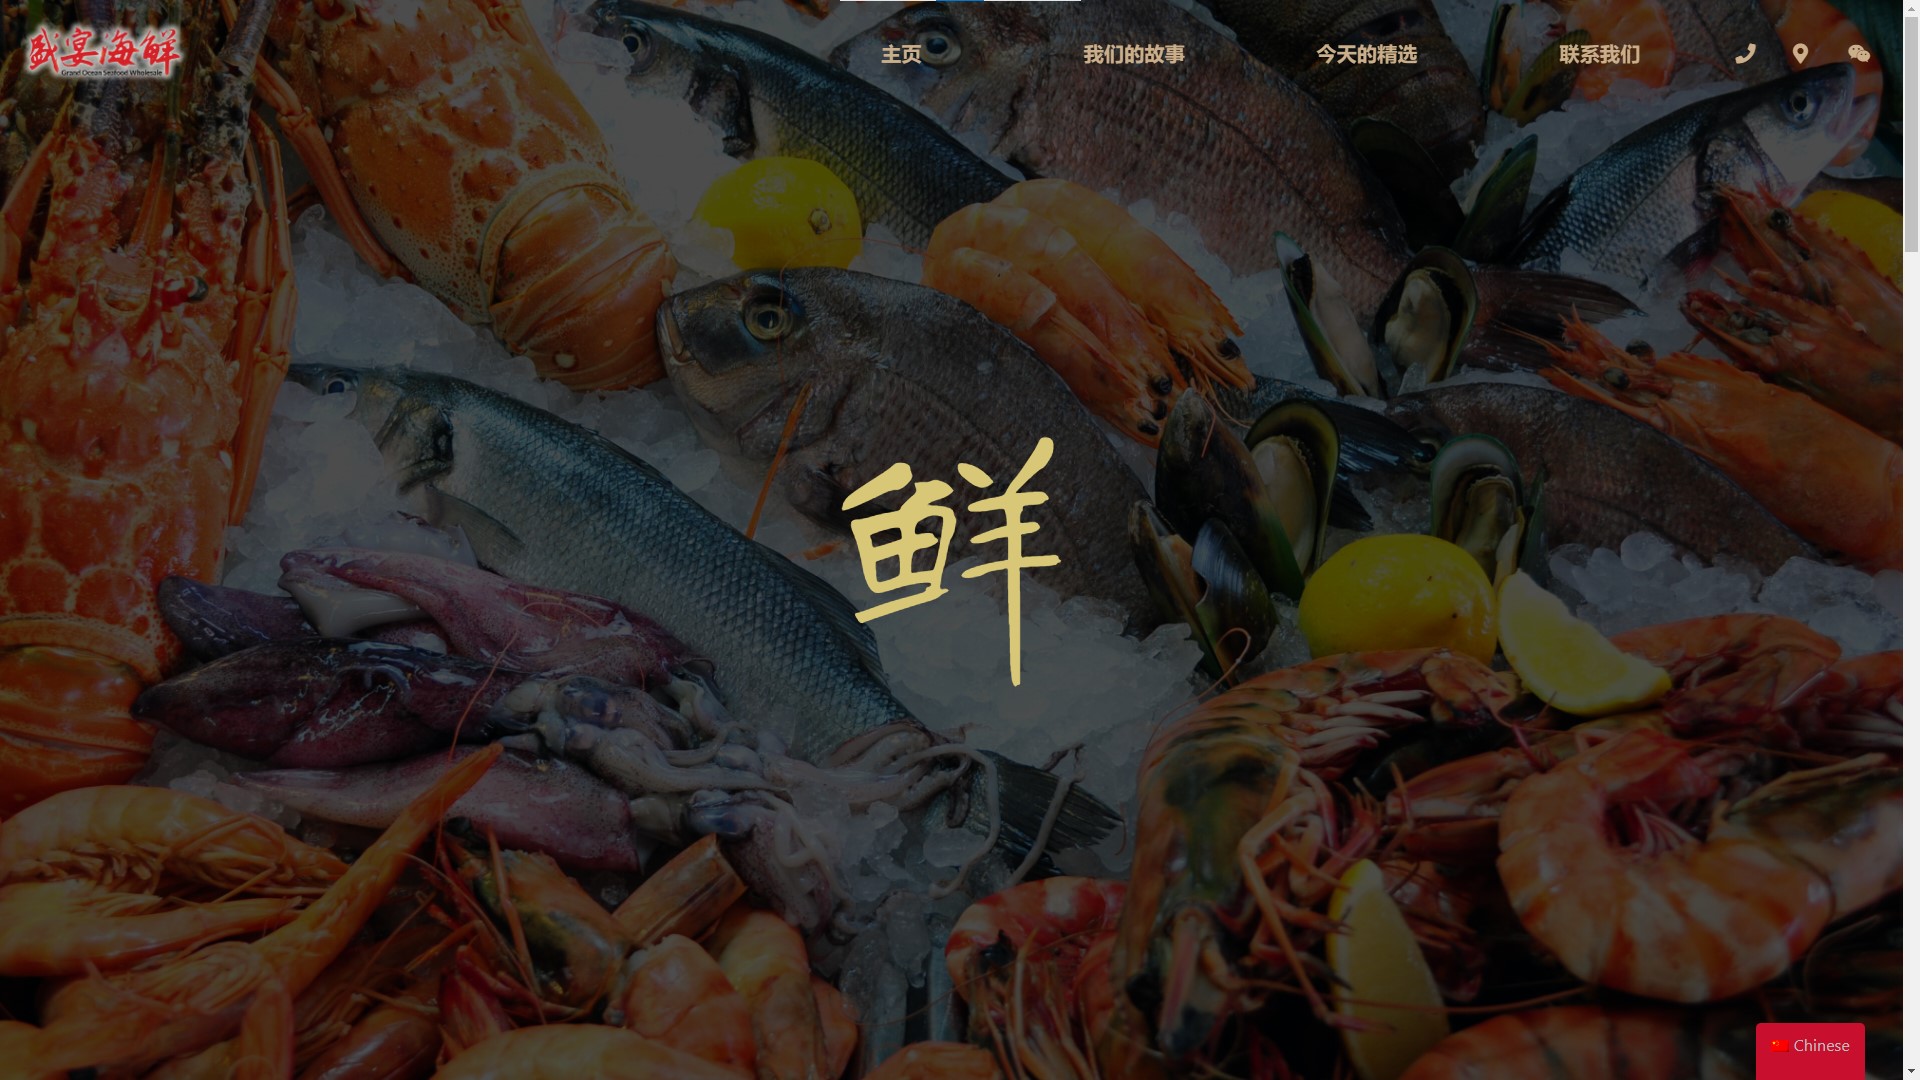 盛宴海鲜
Grand Ocean Seafood Wholesale
主页
我们的故事
今天的精选
联系我们
鲜
Chinese